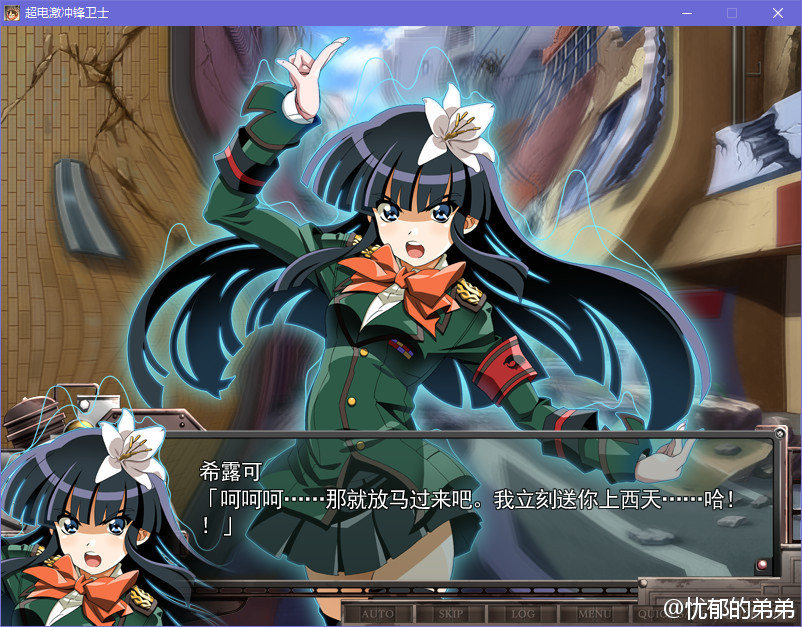 超电激冲锋卫士
希露可
「呵呵呵……那就放马过来吧。我立刻送你上西天……哈!
!」
AUTO SKIP LOG MENU
@忧郁的弟弟